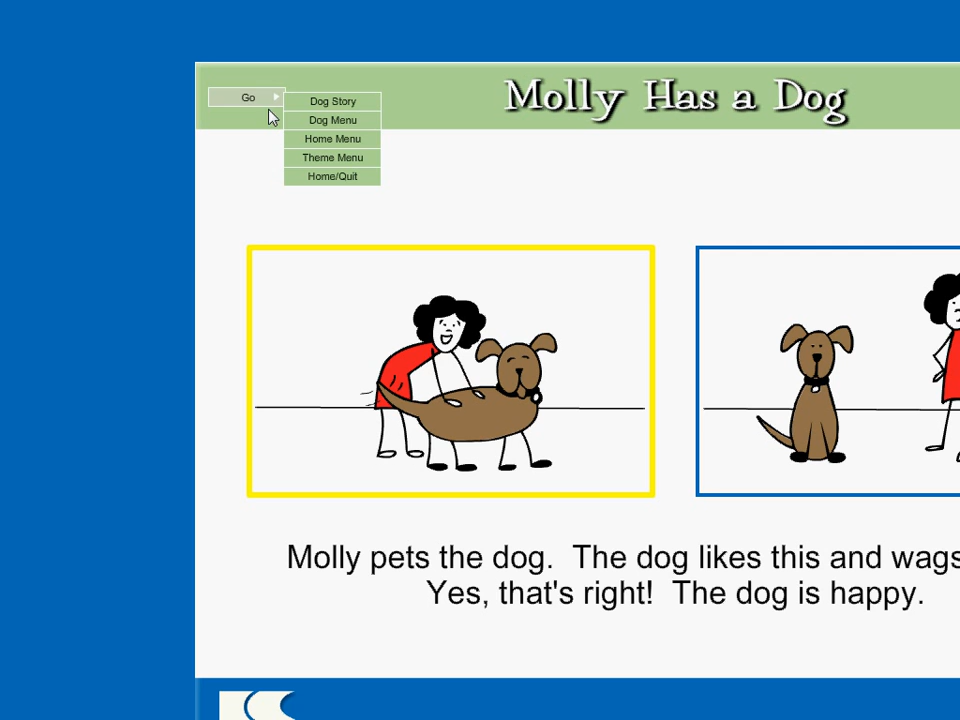 Molly Has a Dog
Go
Dog Story
Dog Menu
Home Menu
Theme Menu
Home/Quit
Molly pets the dog. The dog likes this and wags
Yes, that's right! The dog is happy.